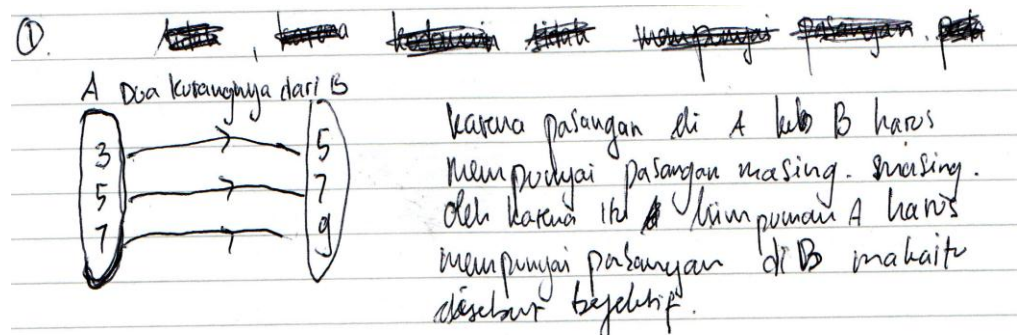 ①.
A Dua kurangnya dari B
3 5
5 7
7 9
karena pasangan di A ke B harus
mempunyai pasangan masing-masing.
oleh karena itu himpunan A harus
mempunyai pasangan di B maka itu
disebut bejektif.